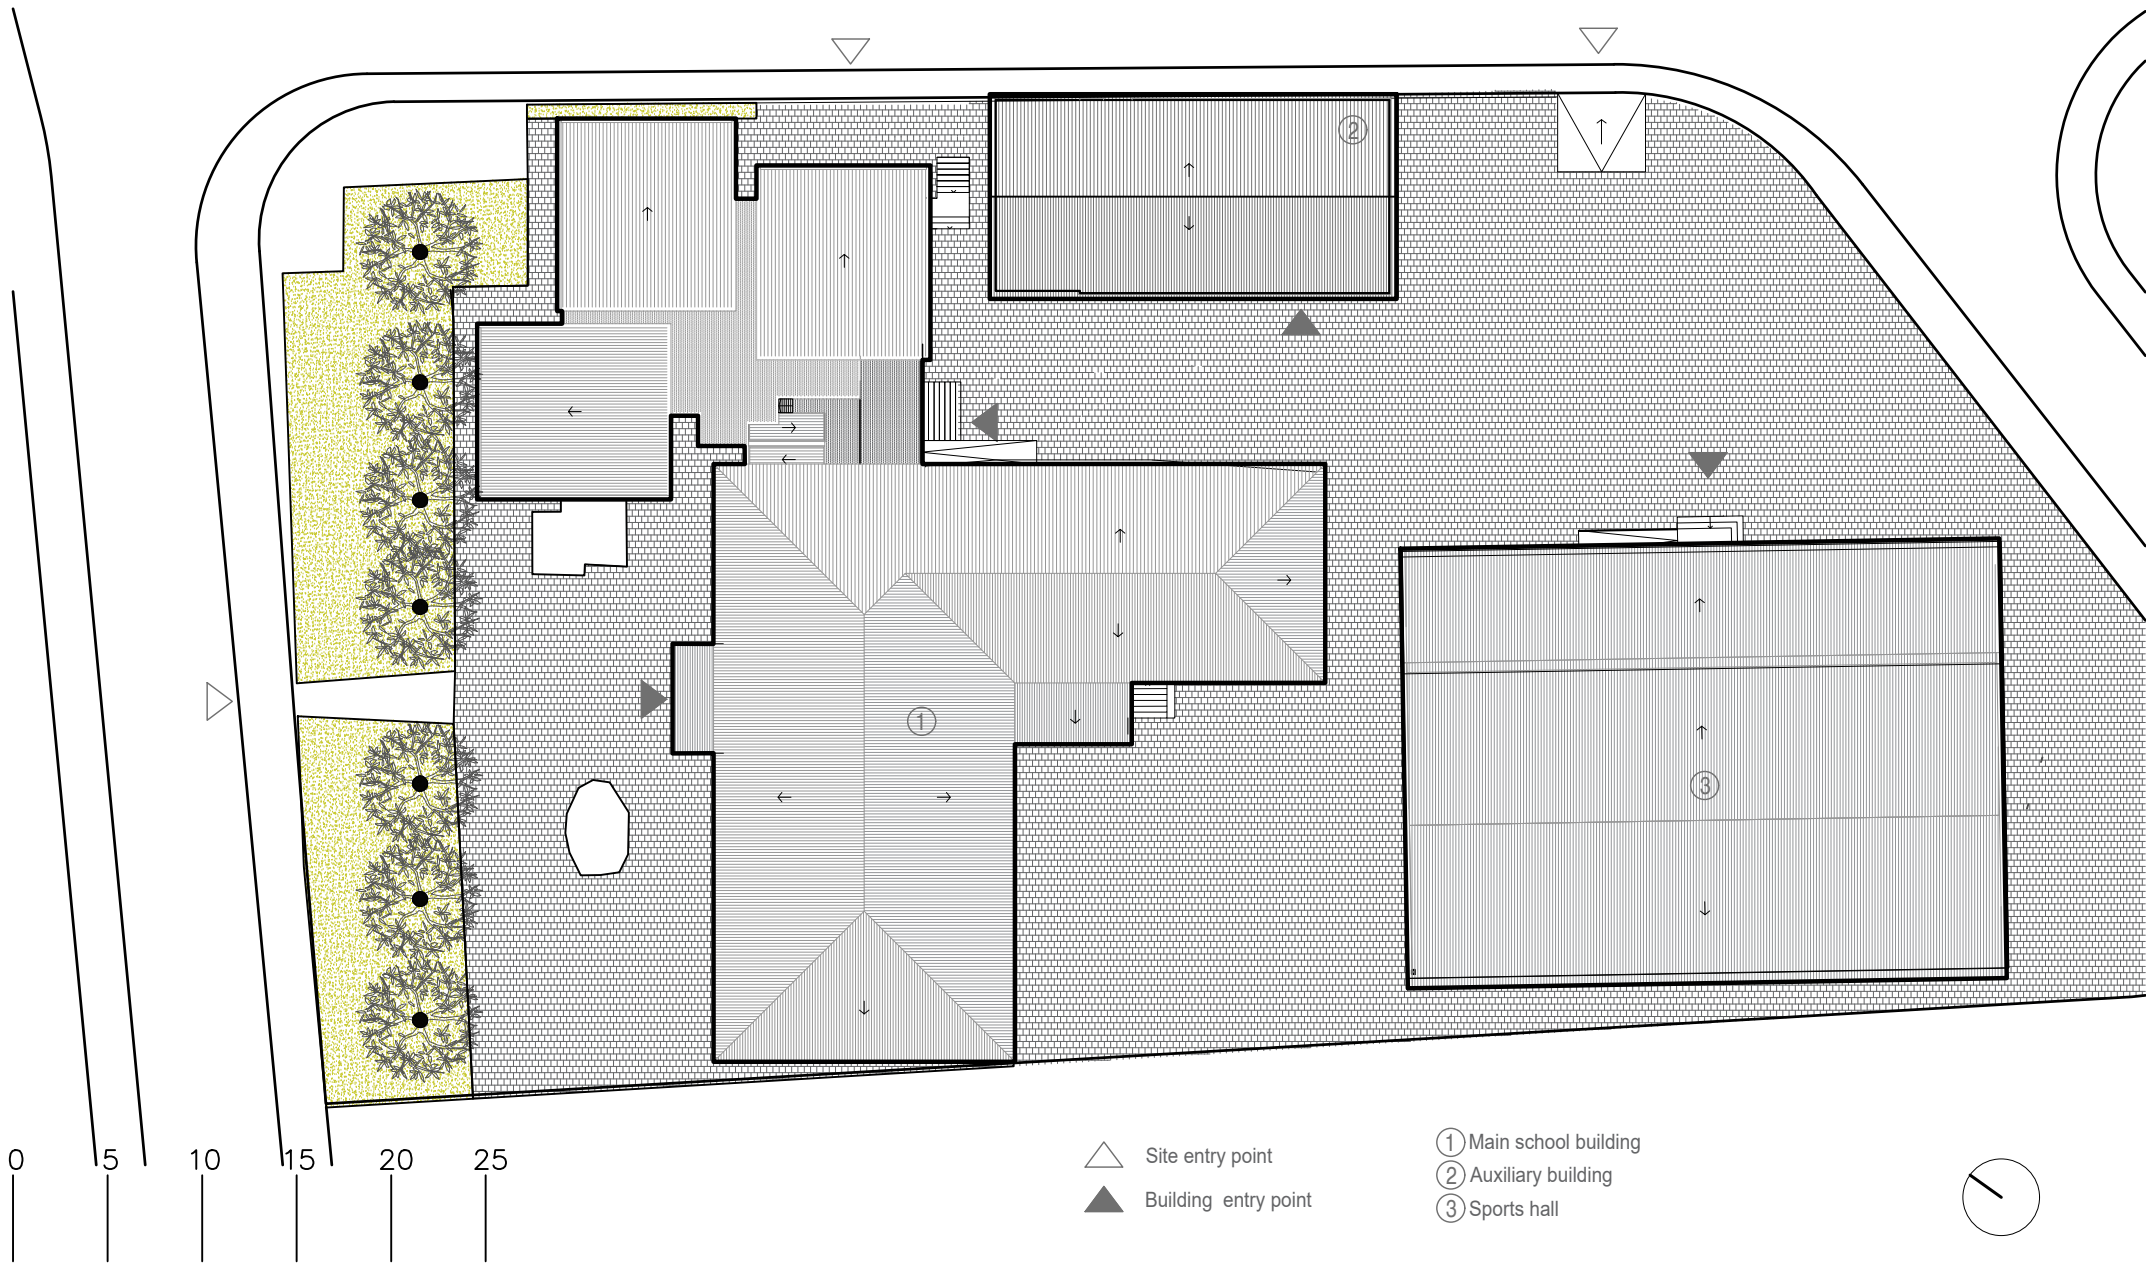 2
1
3
0 5 10 15 20 25
Site entry point
Building entry point
1 Main school building
2 Auxiliary building
3 Sports hall